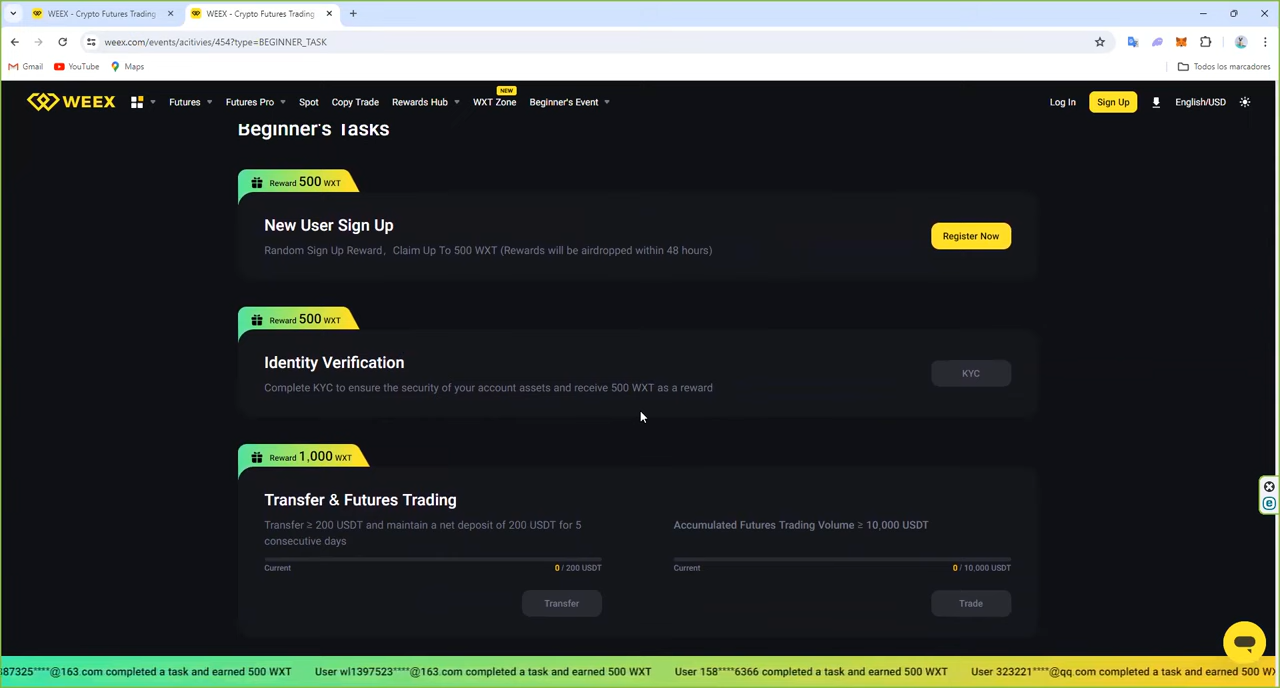 WEEX - Crypto Futures Trading
WEEX - Crypto Futures Trading
weex.com/events/acitivies/454?type=BEGINNER_TASK
Gmail
YouTube
Maps
Todos los marcadores
WEEX
Futures
Futures Pro
Spot
Copy Trade
Rewards Hub
NEW
WXT Zone
Beginner's Event
Log In
Sign Up
English/USD
Beginner's Tasks
Reward 500 WXT
New User Sign Up
Random Sign Up Reward, Claim Up To 500 WXT (Rewards will be airdropped within 48 hours)
Register Now
Reward 500 WXT
Identity Verification
Complete KYC to ensure the security of your account assets and receive 500 WXT as a reward
KYC
Reward 1,000 WXT
Transfer & Futures Trading
Transfer ≥ 200 USDT and maintain a net deposit of 200 USDT for 5
consecutive days
Current
0 / 200 USDT
Transfer
Accumulated Futures Trading Volume ≥ 10,000 USDT
Current
0 / 10,000 USDT
Trade
87325****@163.com completed a task and earned 500 WXT
User wl1397523****@163.com completed a task and earned 500 WXT
User 158****6366 completed a task and earned 500 WXT
User 323221****@qq.com completed a task and earned 500